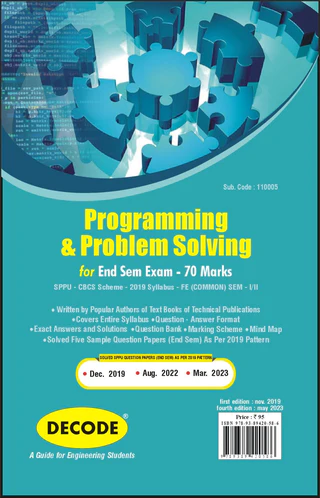 Sub. Code : 110005
Programming
& Problem Solving
for End Sem Exam - 70 Marks
SPPU - CBCS Scheme - 2019 Syllabus - FE (COMMON) SEM - I/II
• Written by Popular Authors of Text Books of Technical Publications
• Covers Entire Syllabus • Question - Answer Format
• Exact Answers and Solutions • Question Bank • Marking Scheme • Mind Map
• Solved Five Sample Question Papers (End Sem) As Per 2019 Pattern
SOLVED SPPU QUESTION PAPERS (END SEM) AS PER 2019 PATTERN
• Dec. 2019 • Aug. 2022 • Mar. 2023
first edition : nov. 2019
fourth edition : may 2023
Price : ₹ 95
DECODE®
A Guide for Engineering Students